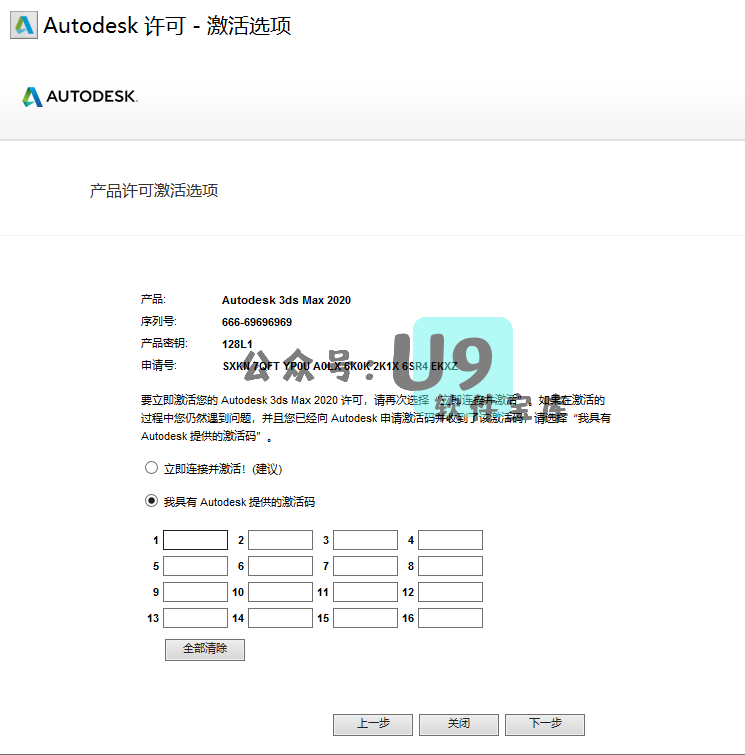 Autodesk 许可 - 激活选项
AUTODESK.
产品许可激活选项
产品: Autodesk 3ds Max 2020
序列号: 666-69696969
产品密钥: 128L1
申请号: SXKN 7QFT YP0U A0LX 6K0K 2K1X 6SR4 EKXZ
公众号：U9
软件宝库
要立即激活您的 Autodesk 3ds Max 2020 许可，请再次选择“立即连接并激活”。如果在激活的
过程中您仍然遇到问题，并且您已经向 Autodesk 申请激活码并收到了该激活码，请选择“我具有
Autodesk 提供的激活码”。
立即连接并激活！(建议)
我具有 Autodesk 提供的激活码
1 2 3 4
5 6 7 8
9 10 11 12
13 14 15 16
全部清除
上一步 关闭 下一步